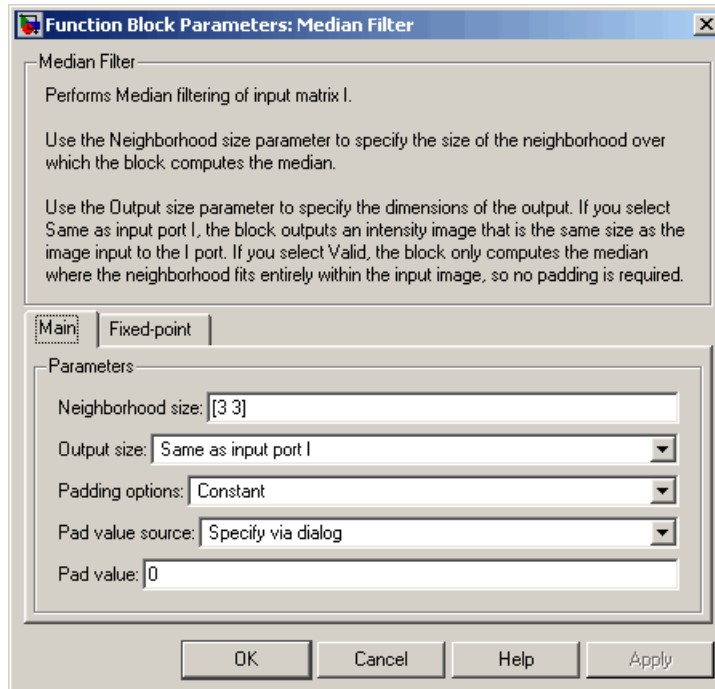 Function Block Parameters: Median Filter
Median Filter
Performs Median filtering of input matrix I.
Use the Neighborhood size parameter to specify the size of the neighborhood over
which the block computes the median.
Use the Output size parameter to specify the dimensions of the output. If you select
Same as input port I, the block outputs an intensity image that is the same size as the
image input to the I port. If you select Valid, the block only computes the median
where the neighborhood fits entirely within the input image, so no padding is required.
Main Fixed-point
Parameters
Neighborhood size: [3 3]
Output size: Same as input port I
Padding options: Constant
Pad value source: Specify via dialog
Pad value: 0
OK Cancel Help Apply